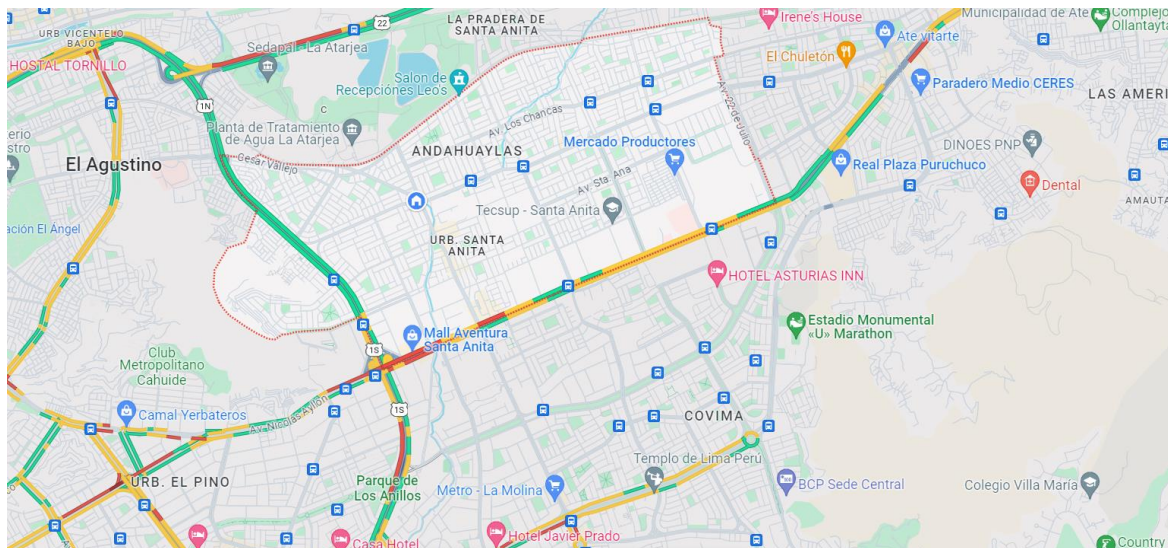 URB VICENTELO
BAJO
HOSTAL TORNILLO
22
Sedapal - La Atarjea
LA PRADERA DE
SANTA ANITA
Irene's House
Municipalidad de Ate
Complejo
Ollantayta
Ate vitarte
El Chuletón
Salon de
Recepciónes Leo's
Paradero Medio CERES
LAS AMERI
1N
C
Av. Los Chancas
Av. 22 de Julio
Planta de Tratamiento
de Agua La Atarjea
Mercado Productores
DINOES PNP
El Agustino
Cesar Vallejo
ANDAHUAYLAS
Real Plaza Puruchuco
Av. Sta. Ana
Dental
Tecsup - Santa Anita
AMAUTA
ación El Ángel
URB. SANTA
ANITA
HOTEL ASTURIAS INN
Estadio Monumental
«U» Marathon
Mall Aventura
Santa Anita
1S
Club
Metropolitano
Cahuide
1S
Camal Yerbateros
Av. Nicolás Ayllón
COVIMA
Templo de Lima Perú
URB. EL PINO
Parque de
Los Anillos
Metro - La Molina
BCP Sede Central
Colegio Villa María
Casa Hotel
Hotel Javier Prado
Country